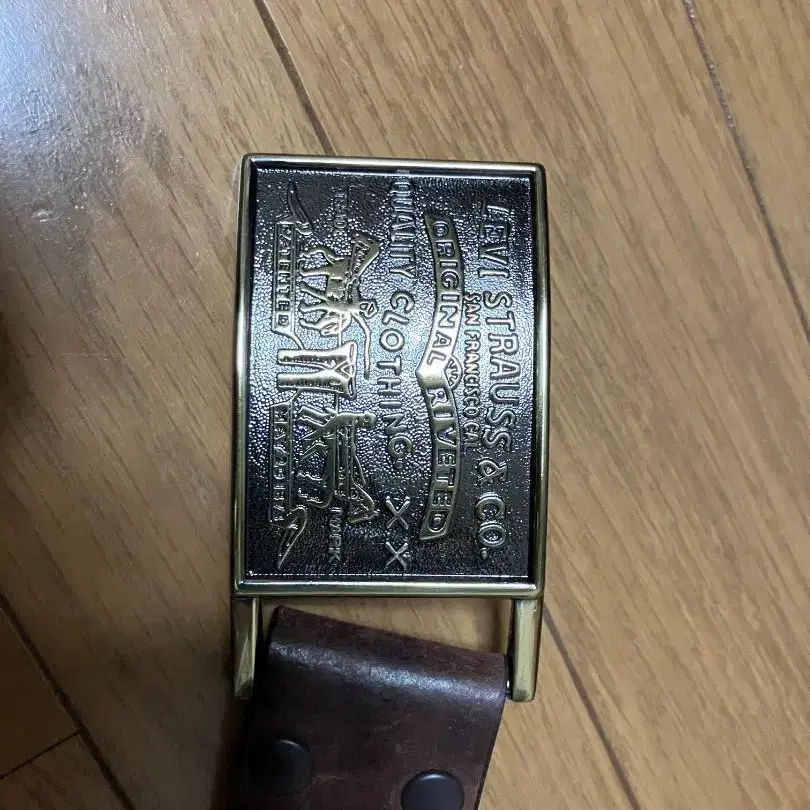 LEVI STRAUSS & CO.
SAN FRANCISCO CAL.
ORIGINAL RIVETED
QUALITY CLOTHING XX
PATENTED MAY 20 1873